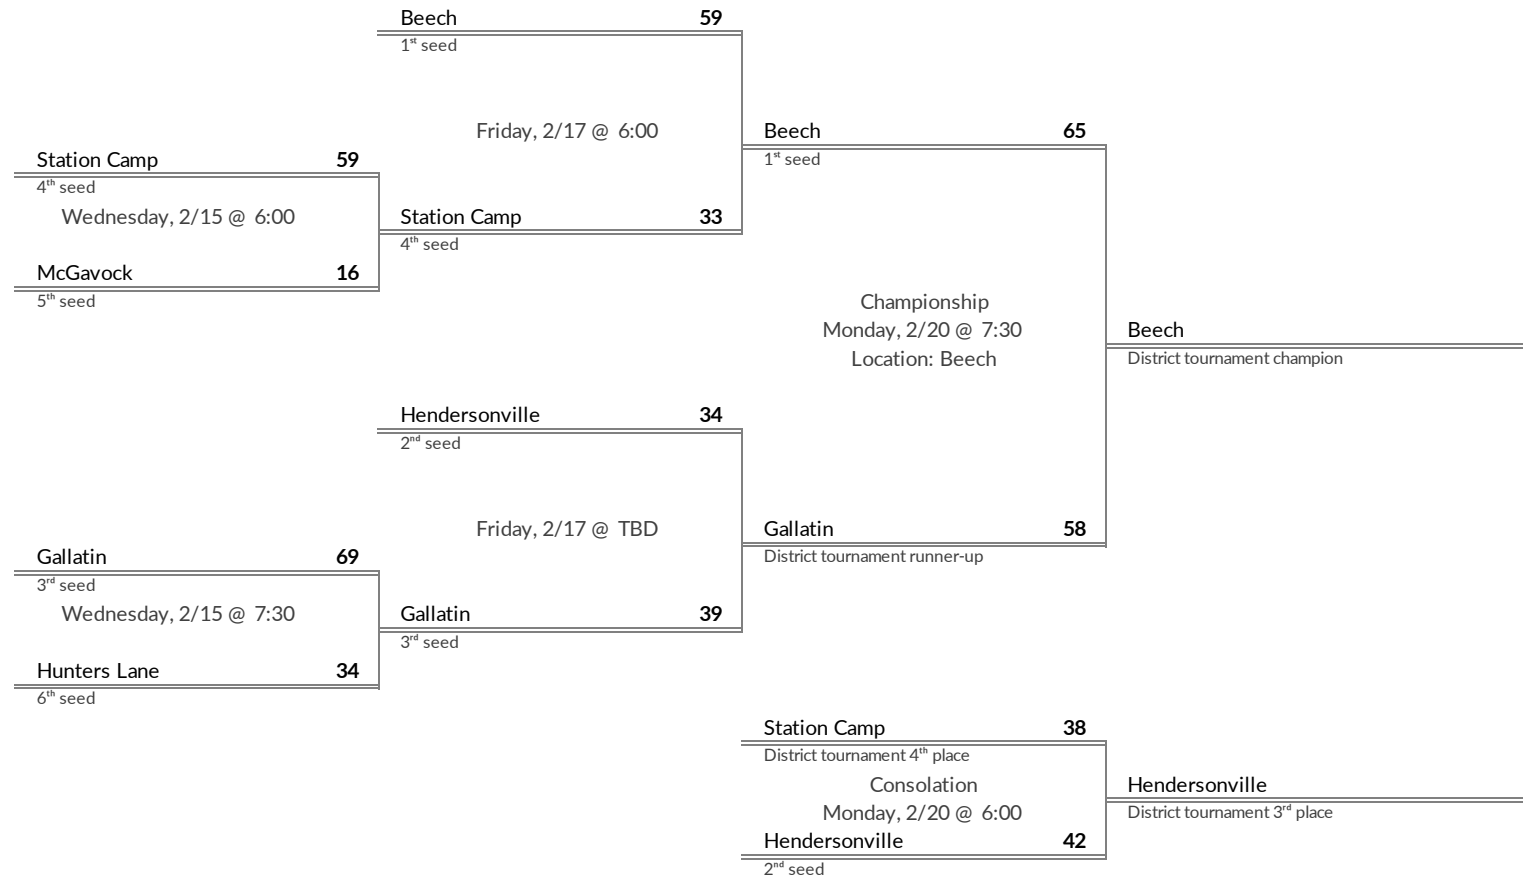 Beech 59
1st seed
Friday, 2/17 @ 6:00
Beech 65
1st seed
Station Camp 59
4th seed
Wednesday, 2/15 @ 6:00
Station Camp 33
4th seed
McGavock 16
5th seed
Championship
Monday, 2/20 @ 7:30
Location: Beech
Beech
District tournament champion
Hendersonville 34
2nd seed
Friday, 2/17 @ TBD
Gallatin 58
District tournament runner-up
Gallatin 69
3rd seed
Wednesday, 2/15 @ 7:30
Gallatin 39
3rd seed
Hunters Lane 34
6th seed
Station Camp 38
District tournament 4th place
Consolation
Monday, 2/20 @ 6:00
Hendersonville
District tournament 3rd place
Hendersonville 42
2nd seed